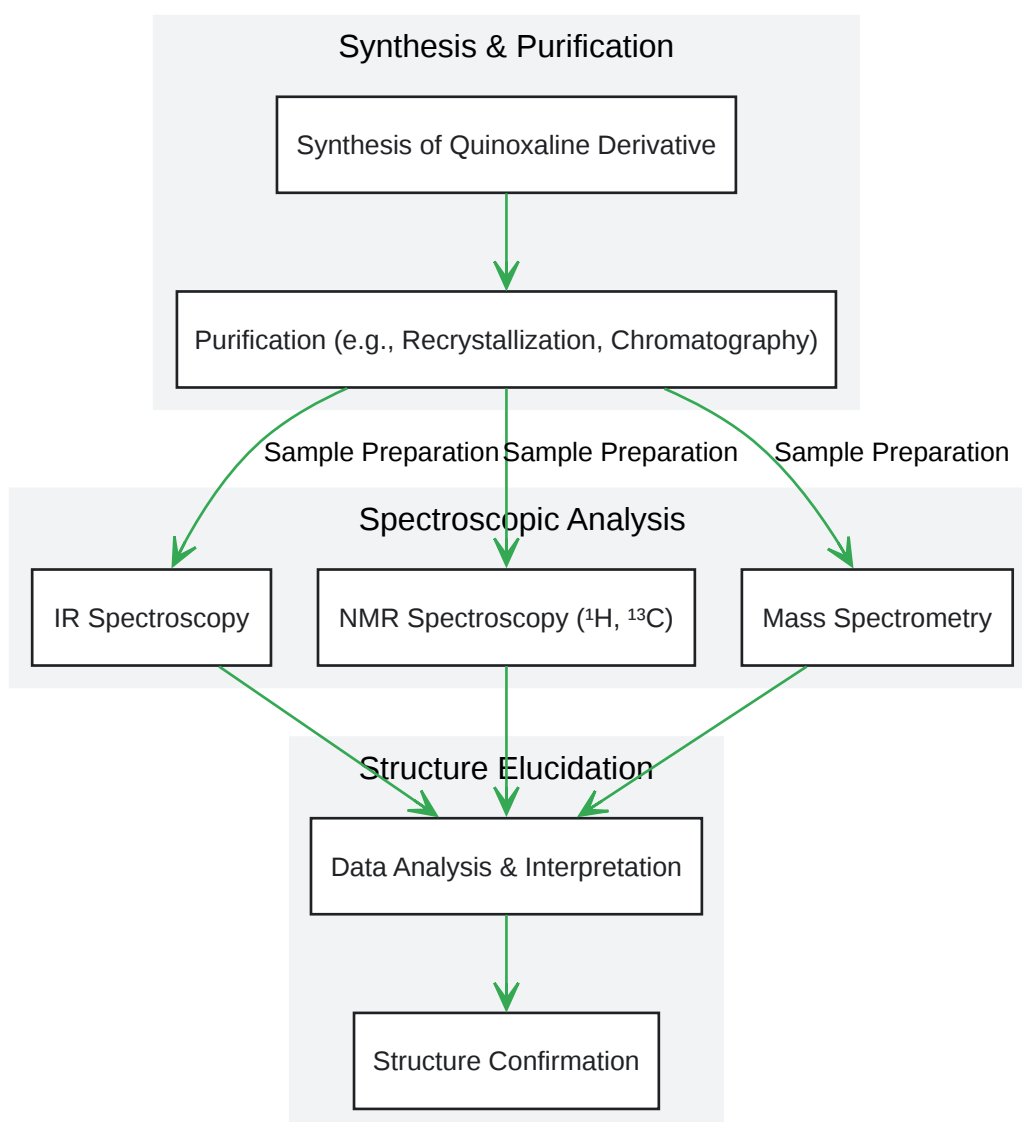 Synthesis & Purification
Synthesis of Quinoxaline Derivative
Purification (e.g., Recrystallization, Chromatography)
Sample Preparation
Sample Preparation
Sample Preparation
Spectroscopic Analysis
IR Spectroscopy
NMR Spectroscopy (¹H, ¹³C)
Mass Spectrometry
Structure Elucidation
Data Analysis & Interpretation
Structure Confirmation